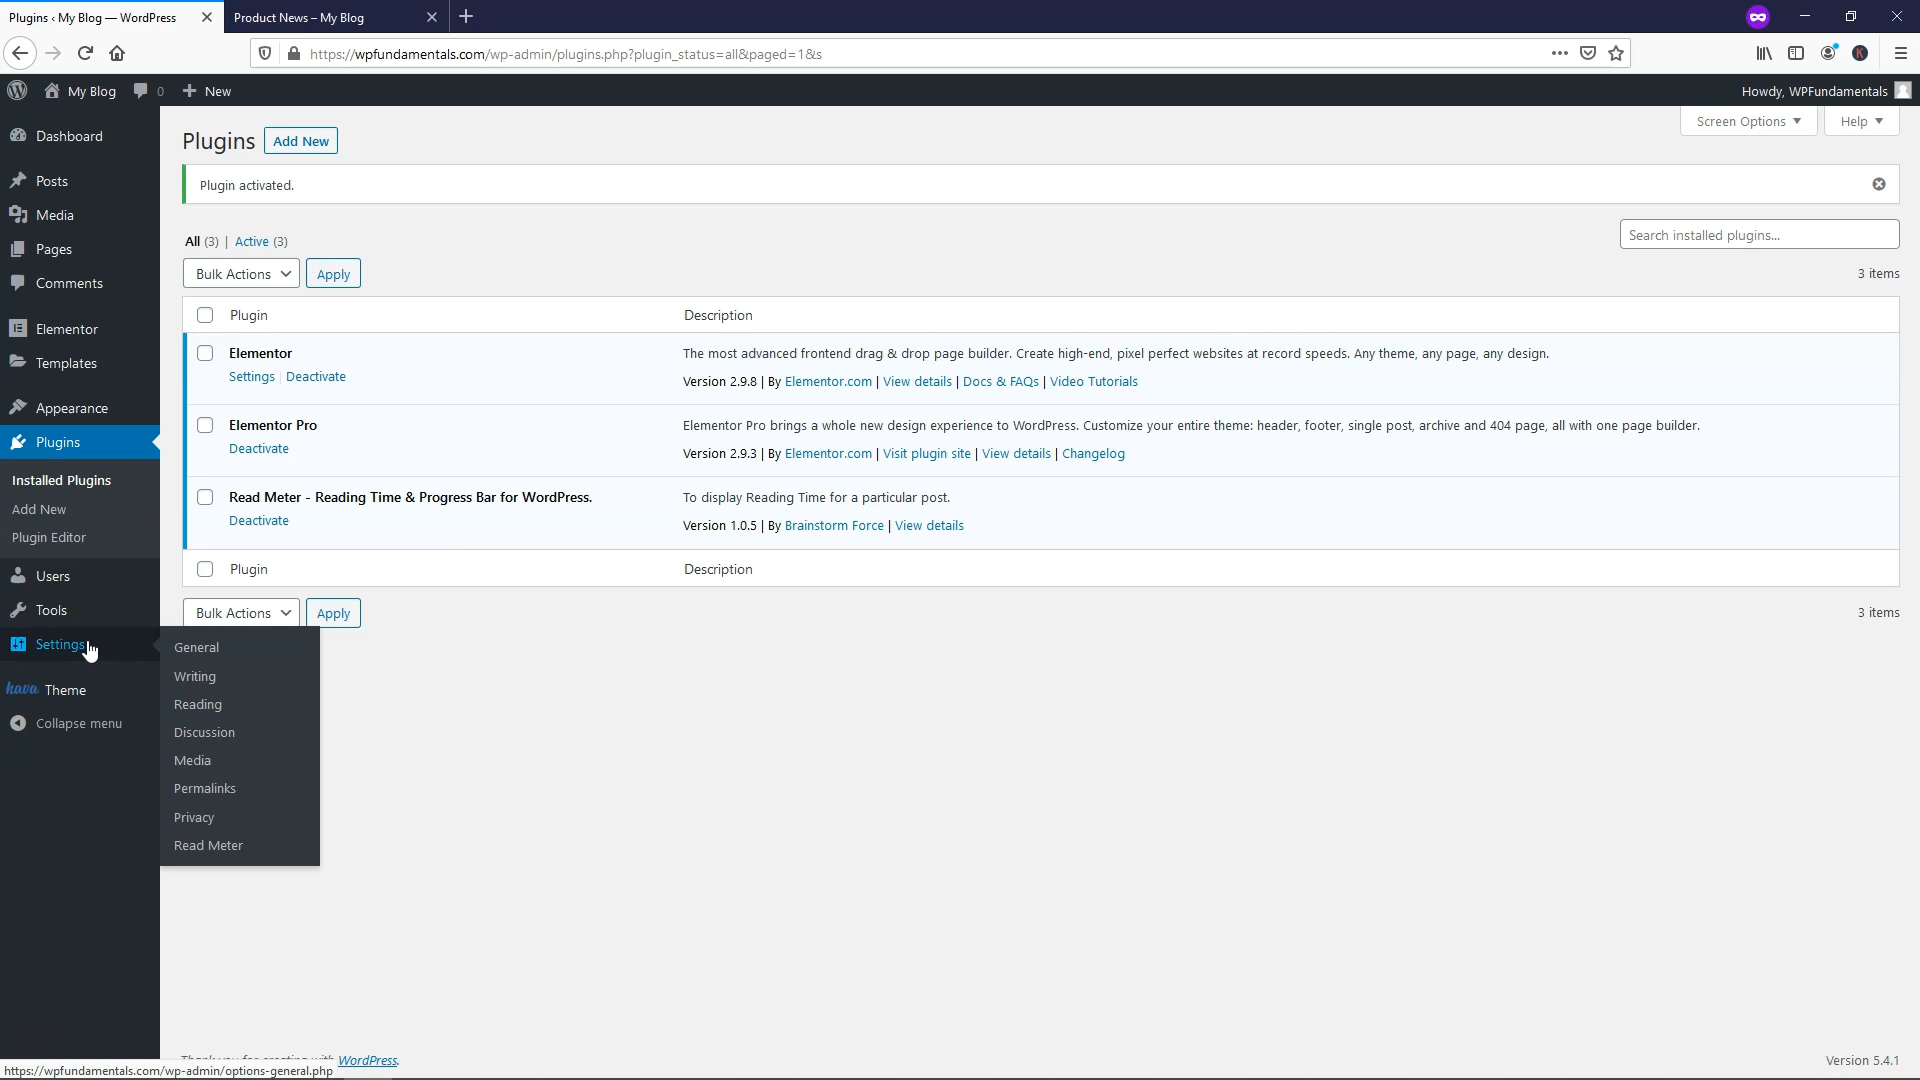 Plugins ‹ My Blog — WordPress
Product News – My Blog
https://wpfundamentals.com/wp-admin/plugins.php?plugin_status=all&paged=1&s
My Blog
0
New
Howdy, WPFundamentals
Dashboard
Posts
Media
Pages
Comments
Elementor
Templates
Appearance
Plugins
Installed Plugins
Add New
Plugin Editor
Users
Tools
Settings
Theme
Collapse menu
General
Writing
Reading
Discussion
Media
Permalinks
Privacy
Read Meter
Plugins
Add New
Screen Options
Help
Plugin activated.
All (3) | Active (3)
Search installed plugins...
Bulk Actions
Apply
3 items
Plugin
Description
Elementor
Settings | Deactivate
The most advanced frontend drag & drop page builder. Create high-end, pixel perfect websites at record speeds. Any theme, any page, any design.
Version 2.9.8 | By Elementor.com | View details | Docs & FAQs | Video Tutorials
Elementor Pro
Deactivate
Elementor Pro brings a whole new design experience to WordPress. Customize your entire theme: header, footer, single post, archive and 404 page, all with one page builder.
Version 2.9.3 | By Elementor.com | Visit plugin site | View details | Changelog
Read Meter - Reading Time & Progress Bar for WordPress.
Deactivate
To display Reading Time for a particular post.
Version 1.0.5 | By Brainstorm Force | View details
Plugin
Description
Bulk Actions
Apply
3 items
Thank you for creating with WordPress.
Version 5.4.1
https://wpfundamentals.com/wp-admin/options-general.php